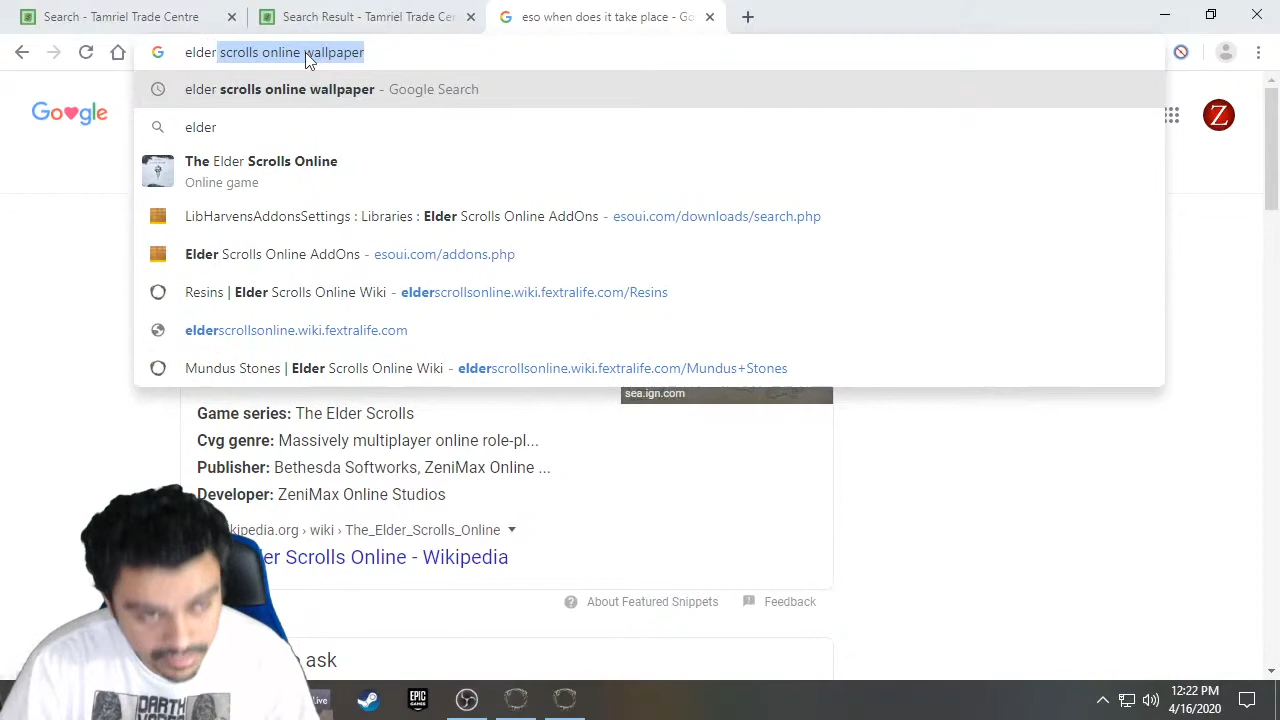 Search - Tamriel Trade Centre
Search Result - Tamriel Trade Cen
eso when does it take place - Go
elder scrolls online wallpaper
elder scrolls online wallpaper - Google Search
Google
elder
Z
The Elder Scrolls Online
Online game
LibHarvensAddonsSettings : Libraries : Elder Scrolls Online AddOns - esoui.com/downloads/search.php
Elder Scrolls Online AddOns - esoui.com/addons.php
Resins | Elder Scrolls Online Wiki - elderscrollsonline.wiki.fextralife.com/Resins
elderscrollsonline.wiki.fextralife.com
Mundus Stones | Elder Scrolls Online Wiki - elderscrollsonline.wiki.fextralife.com/Mundus+Stones
sea.ign.com
Game series: The Elder Scrolls
Cvg genre: Massively multiplayer online role-pl...
Publisher: Bethesda Softworks, ZeniMax Online ...
Developer: ZeniMax Online Studios
kipedia.org › wiki › The_Elder_Scrolls_Online
er Scrolls Online - Wikipedia
About Featured Snippets
Feedback
ask
DARTH
Live
EPIC GAMES
12:22 PM
4/16/2020